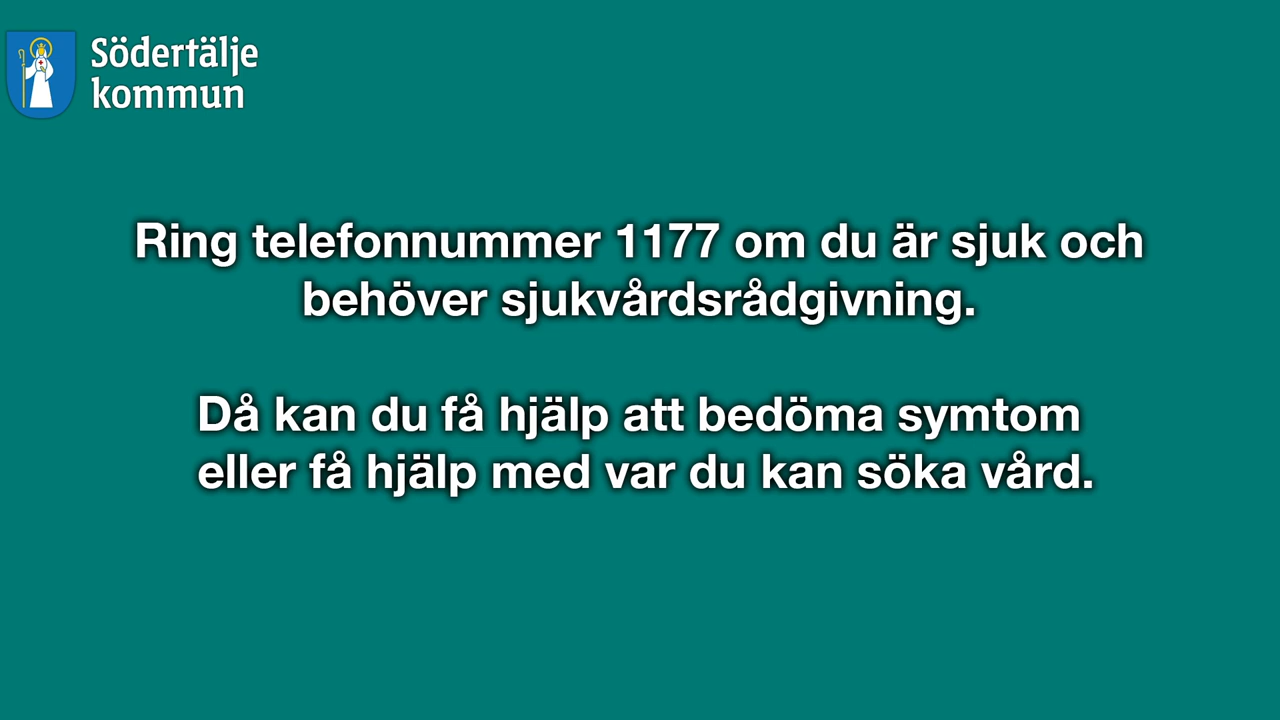 Södertälje
kommun
Ring telefonnummer 1177 om du är sjuk och
behöver sjukvårdsrådgivning.
Då kan du få hjälp att bedöma symtom
eller få hjälp med var du kan söka vård.